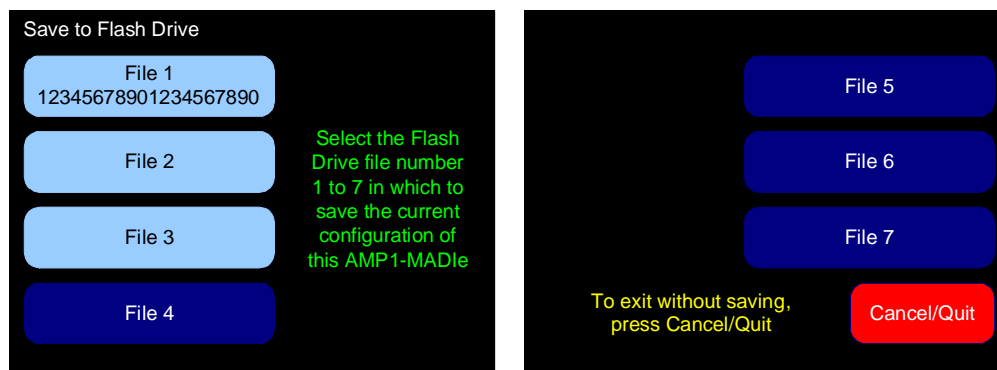 Save to Flash Drive
File 1
12345678901234567890
File 2
File 3
File 4
Select the Flash
Drive file number
1 to 7 in which to
save the current
configuration of
this AMP1-MADIe
File 5
File 6
File 7
To exit without saving,
press Cancel/Quit
Cancel/Quit